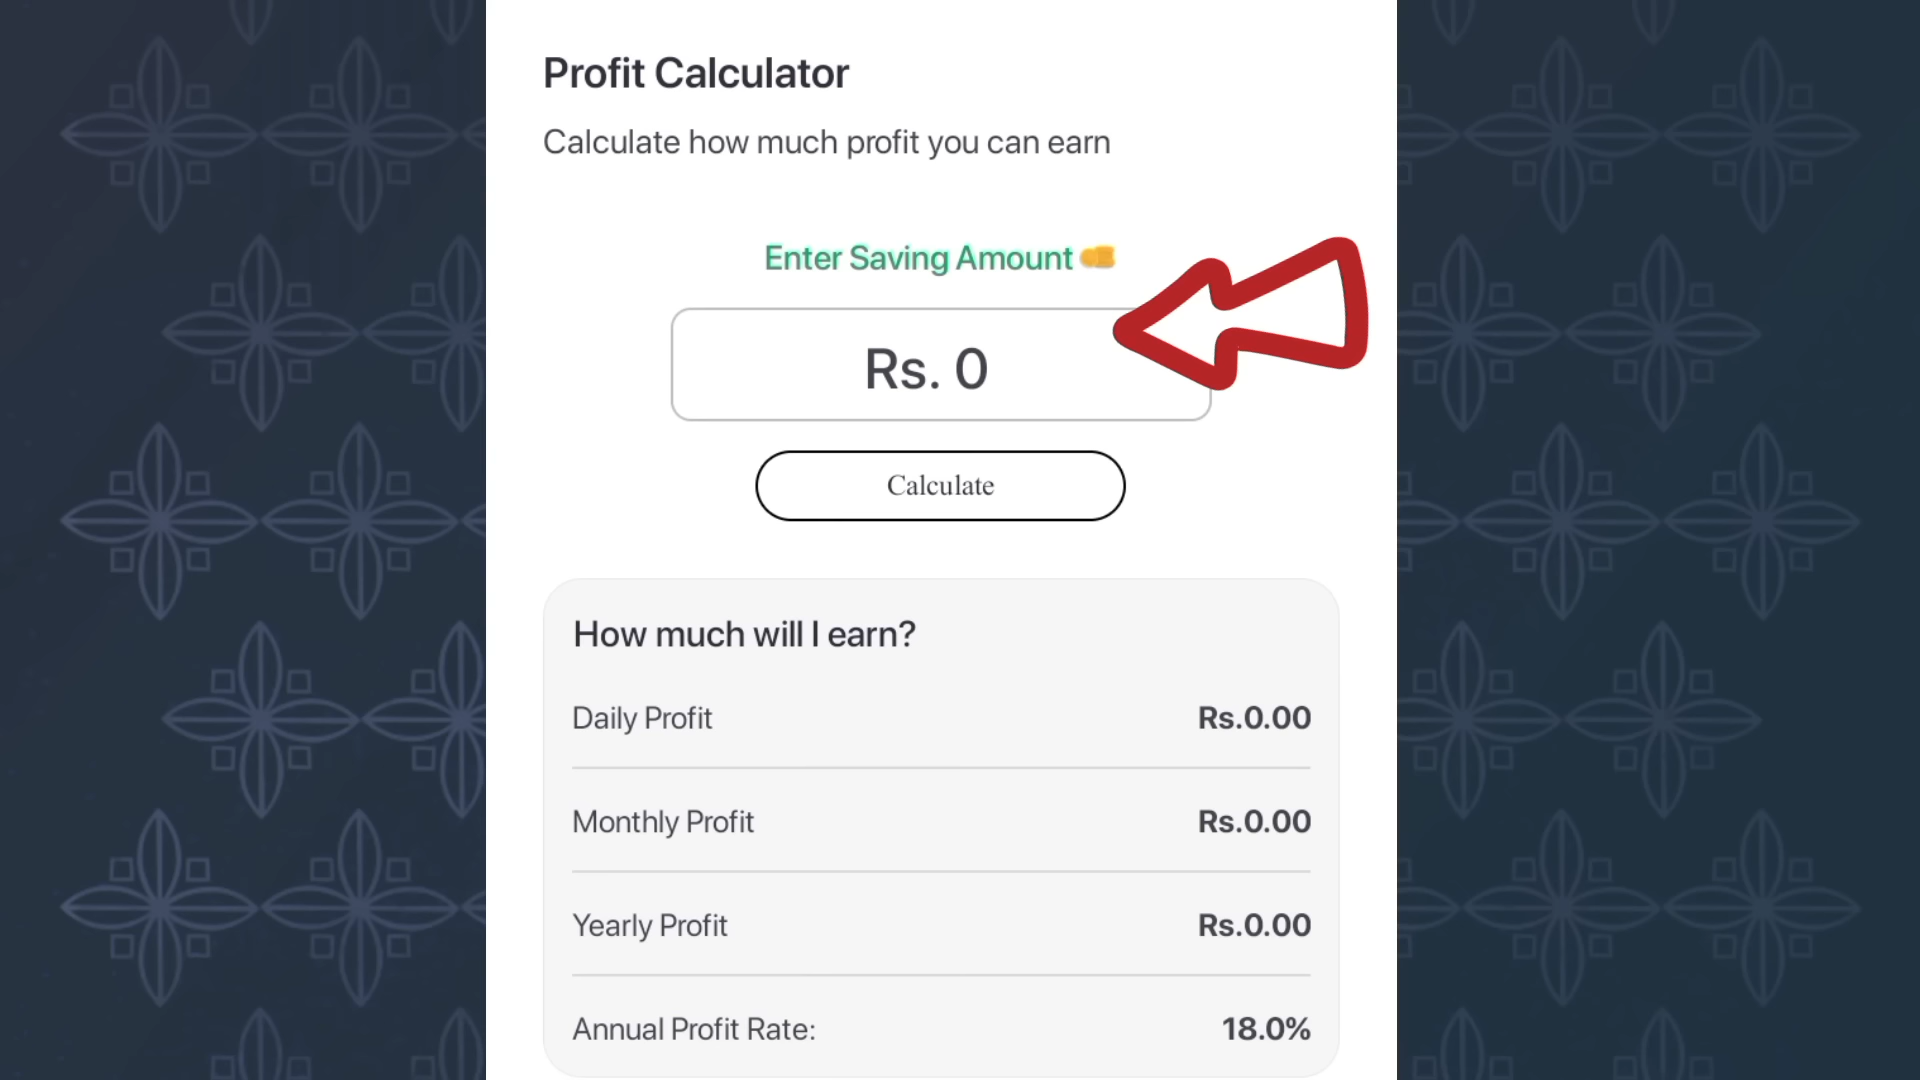 Profit Calculator
Calculate how much profit you can earn
Enter Saving Amount
Rs. 0
Calculate
How much will I earn?
Daily Profit Rs.0.00
Monthly Profit Rs.0.00
Yearly Profit Rs.0.00
Annual Profit Rate: 18.0%